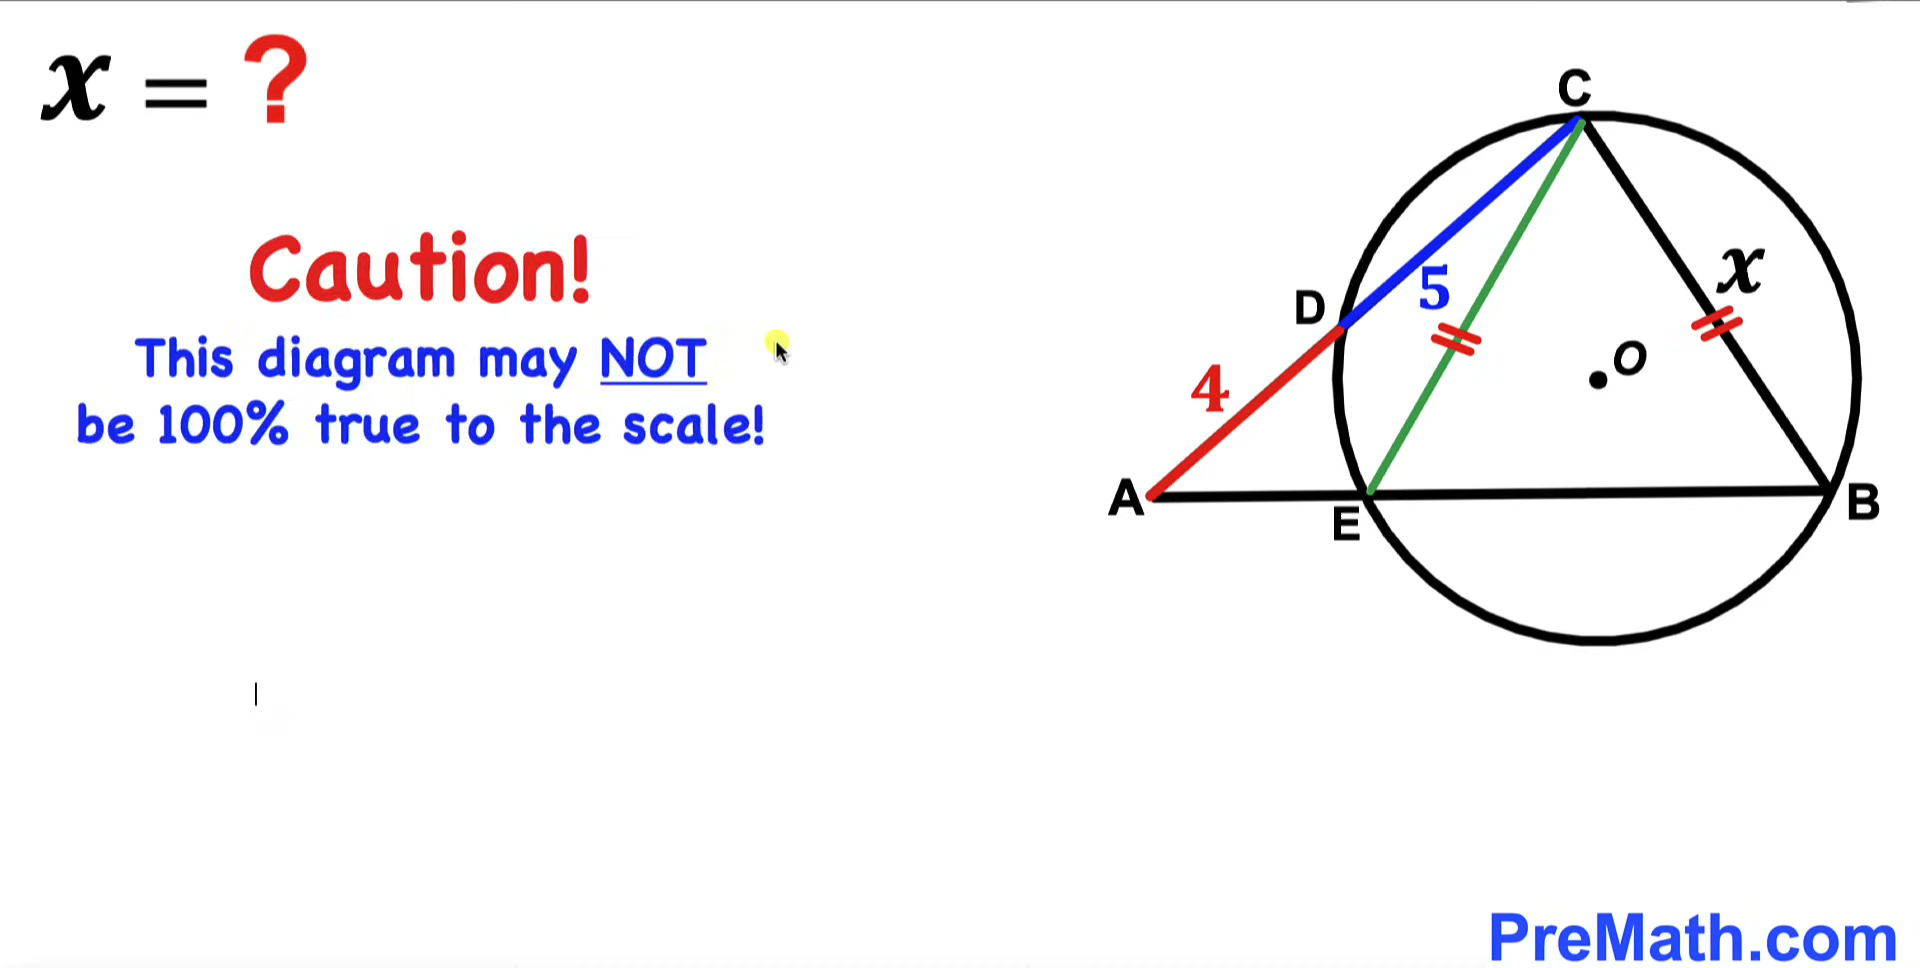 x = ?
Caution!
This diagram may NOT
be 100% true to the scale!
C
D
5
x
O
4
A
E
B
PreMath.com